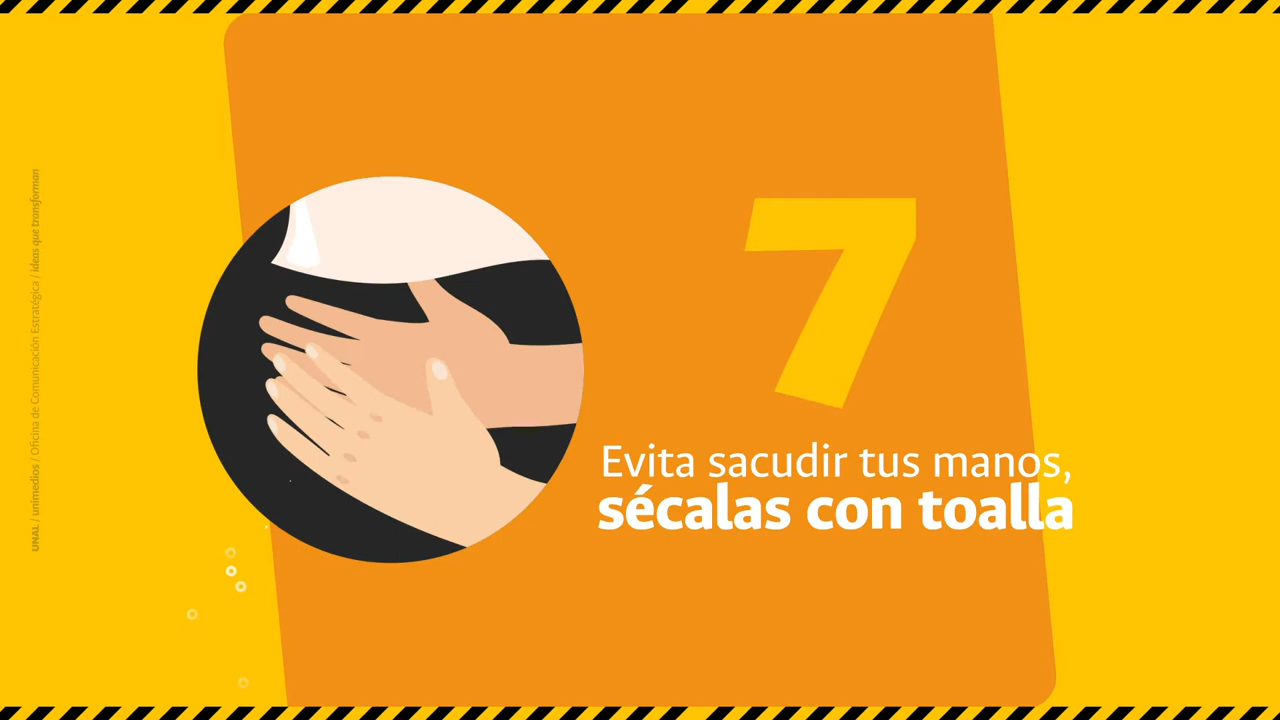 7
Evita sacudir tus manos,
sécalas con toalla
UNAL / unimedios / Oficina de Comunicación Estratégica / ideas que transforman